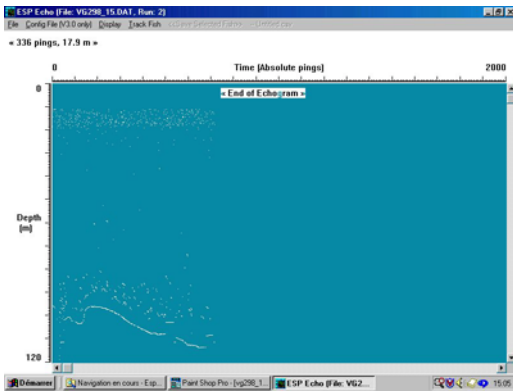 ESP Echo (File: VG298_15.DAT, Run: 2)
File Config File (V3.0 only) Display Track Fish
« 336 pings, 17.9 m »
0 Time (Absolute pings) 2000
0
« End of Echogram »
Depth
(m)
120
Démarrer Navigation en cours - Esp... Paint Shop Pro - [vg298_1... ESP Echo (File: VG2... 15:05